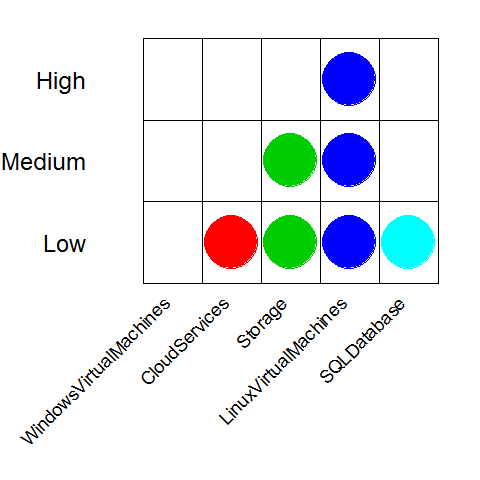 High
Medium
Low
WindowsVirtualMachines
CloudServices
Storage
LinuxVirtualMachines
SQLDatabase